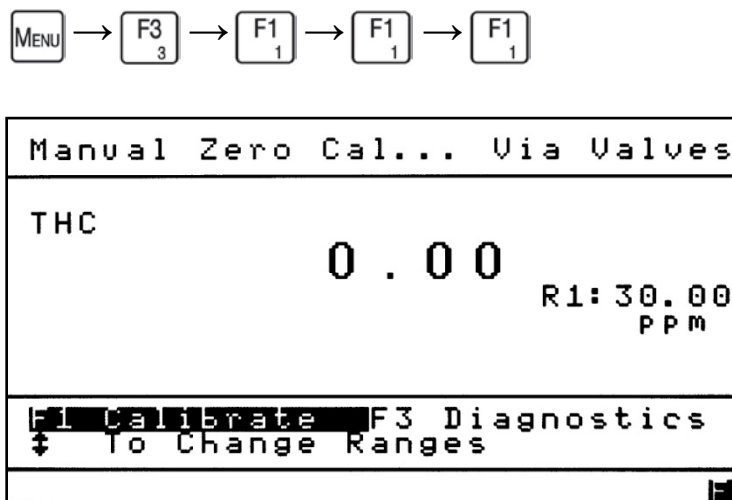 MENU → F3 3 → F1 1 → F1 1 → F1 1
Manual Zero Cal... Via Valves
THC
0.00
R1:30.00
ppm
F1 Calibrate F3 Diagnostics
↕ To Change Ranges